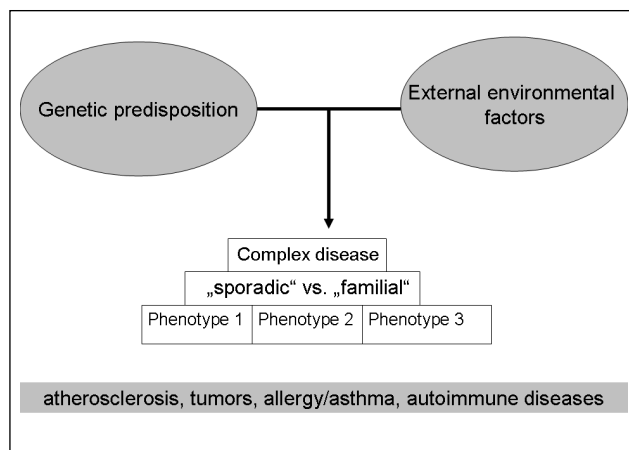 Genetic predisposition
External environmental
factors
Complex disease
„sporadic“ vs. „familial“
Phenotype 1 Phenotype 2 Phenotype 3
atherosclerosis, tumors, allergy/asthma, autoimmune diseases